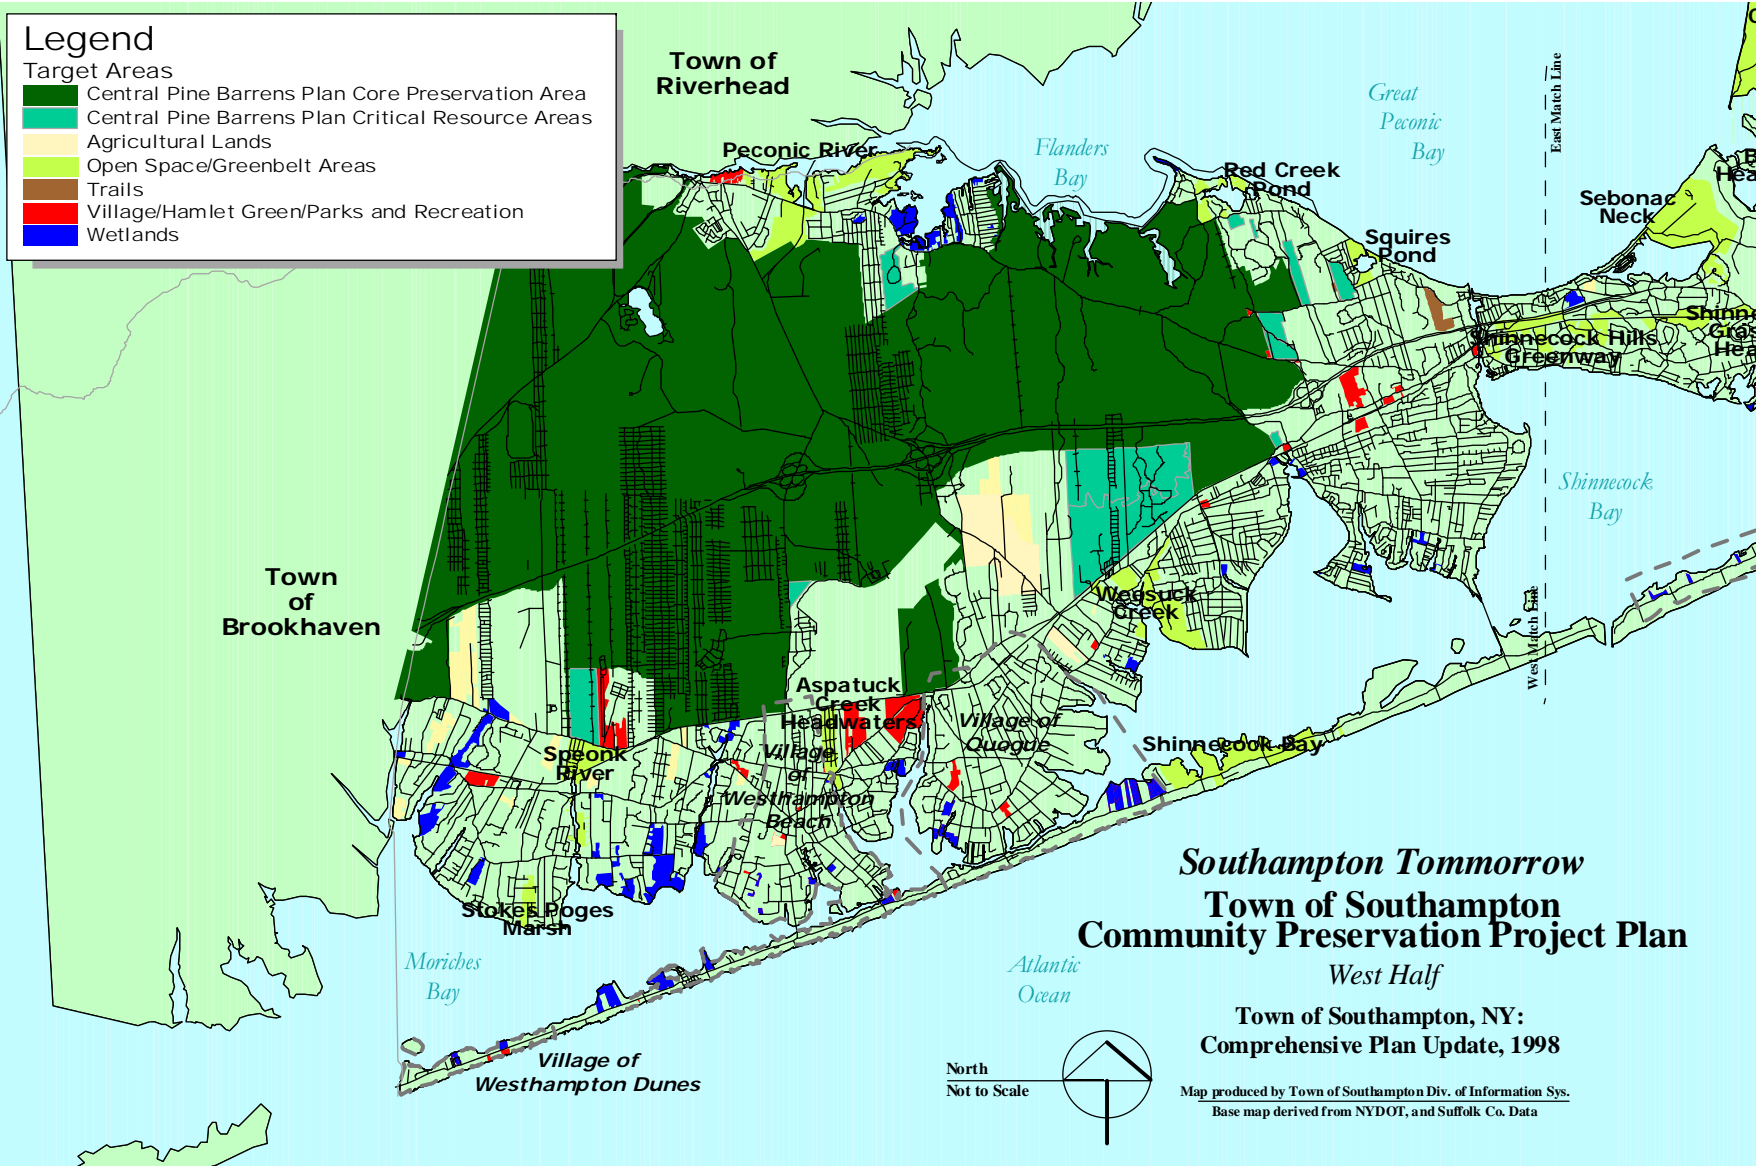 Legend
Target Areas
Central Pine Barrens Plan Core Preservation Area
Central Pine Barrens Plan Critical Resource Areas
Agricultural Lands
Open Space/Greenbelt Areas
Trails
Village/Hamlet Green/Parks and Recreation
Wetlands
Town of
Riverhead
Peconic River
Flanders
Bay
Great
Peconic
Bay
East Match Line
Red Creek
Pond
Squires
Pond
Sebonac
Neck
Shinnecock Hills
Greenway
Shinnecock
Bay
West Match Line
Town
of
Brookhaven
Weesuck
Creek
Aspatuck
Creek
Headwaters
Village of
Quogue
Shinnecook Bay
Speonk
River
Village
of
Westhampton
Beach
Stokes Poges
Marsh
Moriches
Bay
Atlantic
Ocean
Village of
Westhampton Dunes
Southampton Tommorrow
Town of Southampton
Community Preservation Project Plan
West Half
Town of Southampton, NY:
Comprehensive Plan Update, 1998
North
Not to Scale
Map produced by Town of Southampton Div. of Information Sys.
Base map derived from NYDOT, and Suffolk Co. Data